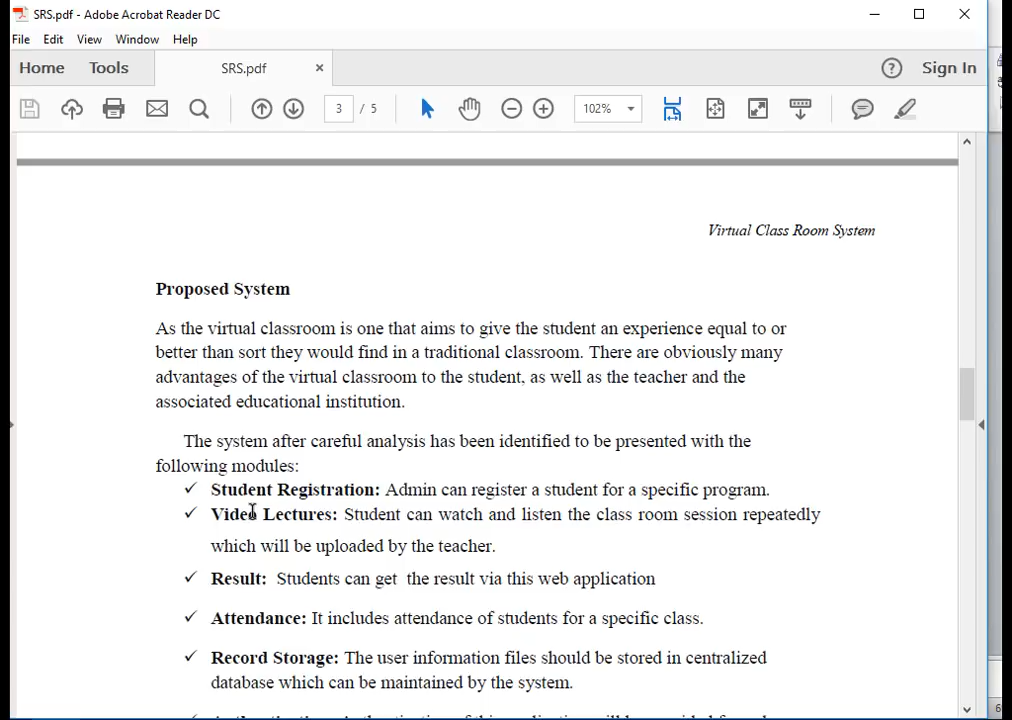 SRS.pdf - Adobe Acrobat Reader DC
File Edit View Window Help
Home Tools SRS.pdf × Sign In
3 / 5 102%
Virtual Class Room System
Proposed System
As the virtual classroom is one that aims to give the student an experience equal to or
better than sort they would find in a traditional classroom. There are obviously many
advantages of the virtual classroom to the student, as well as the teacher and the
associated educational institution.
The system after careful analysis has been identified to be presented with the
following modules:
✓ Student Registration: Admin can register a student for a specific program.
✓ Video Lectures: Student can watch and listen the class room session repeatedly
which will be uploaded by the teacher.
✓ Result: Students can get the result via this web application
✓ Attendance: It includes attendance of students for a specific class.
✓ Record Storage: The user information files should be stored in centralized
database which can be maintained by the system.